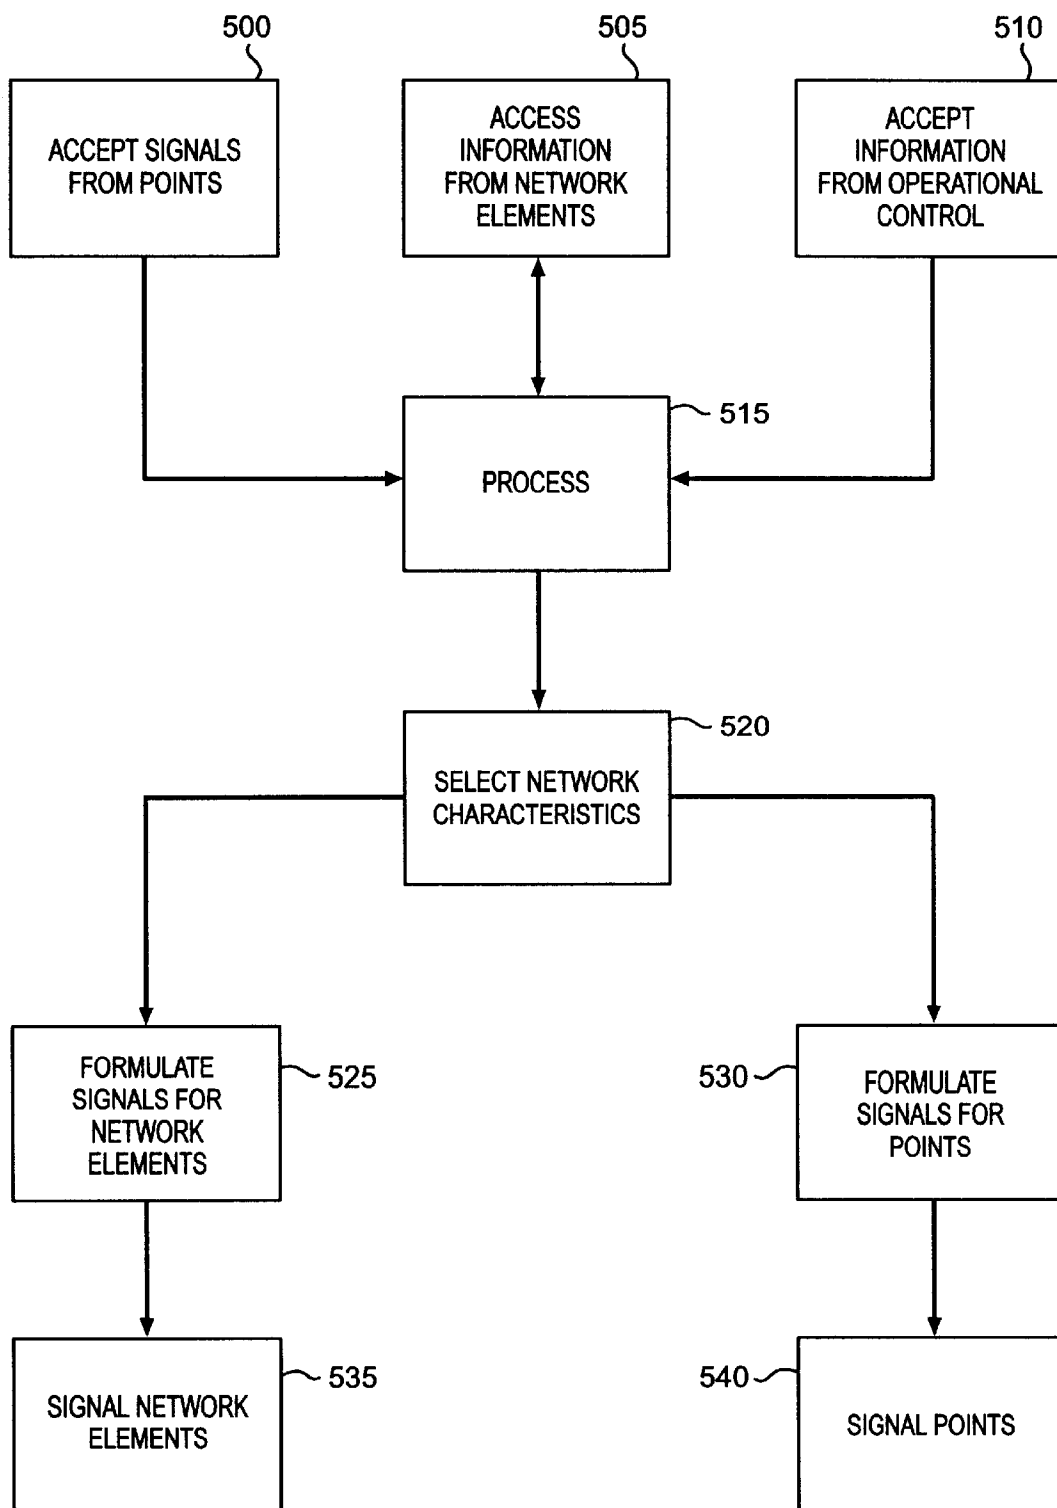 500
505
510
ACCEPT SIGNALS
FROM POINTS
ACCESS
INFORMATION
FROM NETWORK
ELEMENTS
ACCEPT
INFORMATION
FROM OPERATIONAL
CONTROL
515
PROCESS
520
SELECT NETWORK
CHARACTERISTICS
FORMULATE
SIGNALS FOR
NETWORK
ELEMENTS
525
530
FORMULATE
SIGNALS FOR
POINTS
SIGNAL NETWORK
ELEMENTS
535
540
SIGNAL POINTS